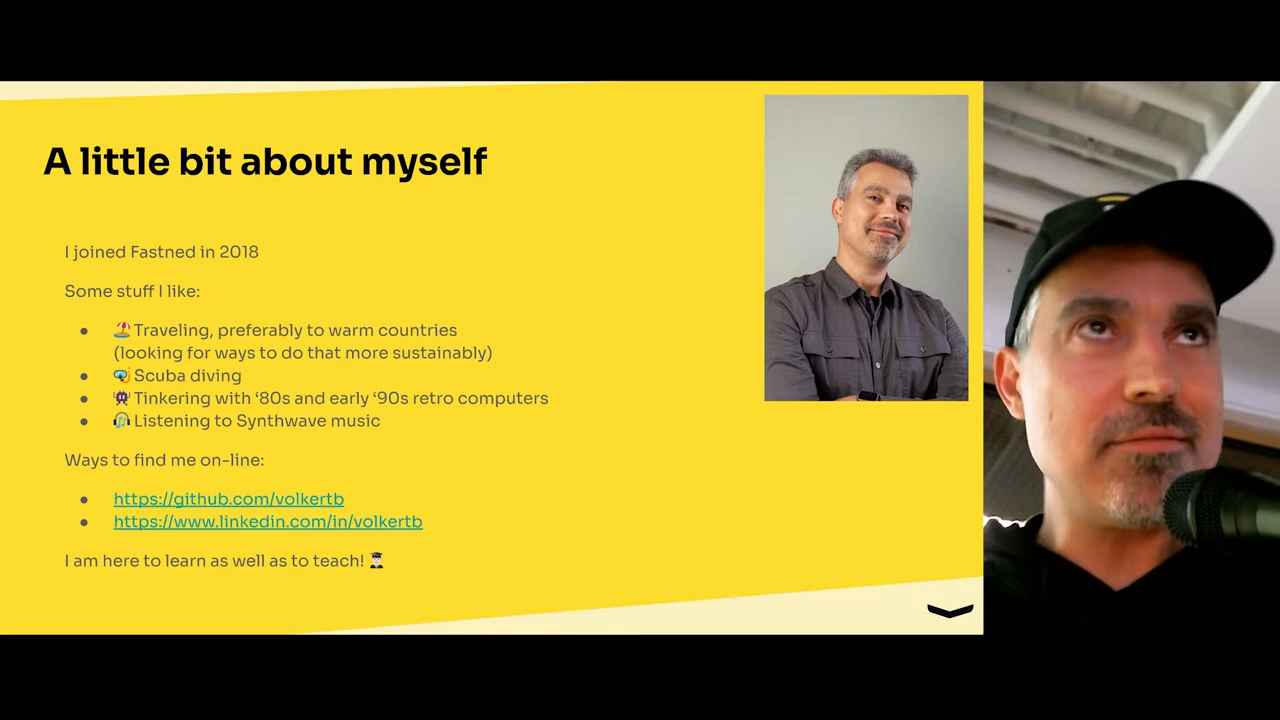 A little bit about myself
I joined Fastned in 2018
Some stuff I like:
● 🏖️Traveling, preferably to warm countries
(looking for ways to do that more sustainably)
● 🤿Scuba diving
● 👾Tinkering with ‘80s and early ‘90s retro computers
● 🎧Listening to Synthwave music
Ways to find me on-line:
● https://github.com/volkertb
● https://www.linkedin.com/in/volkertb
I am here to learn as well as to teach! 👨🏻‍🎓